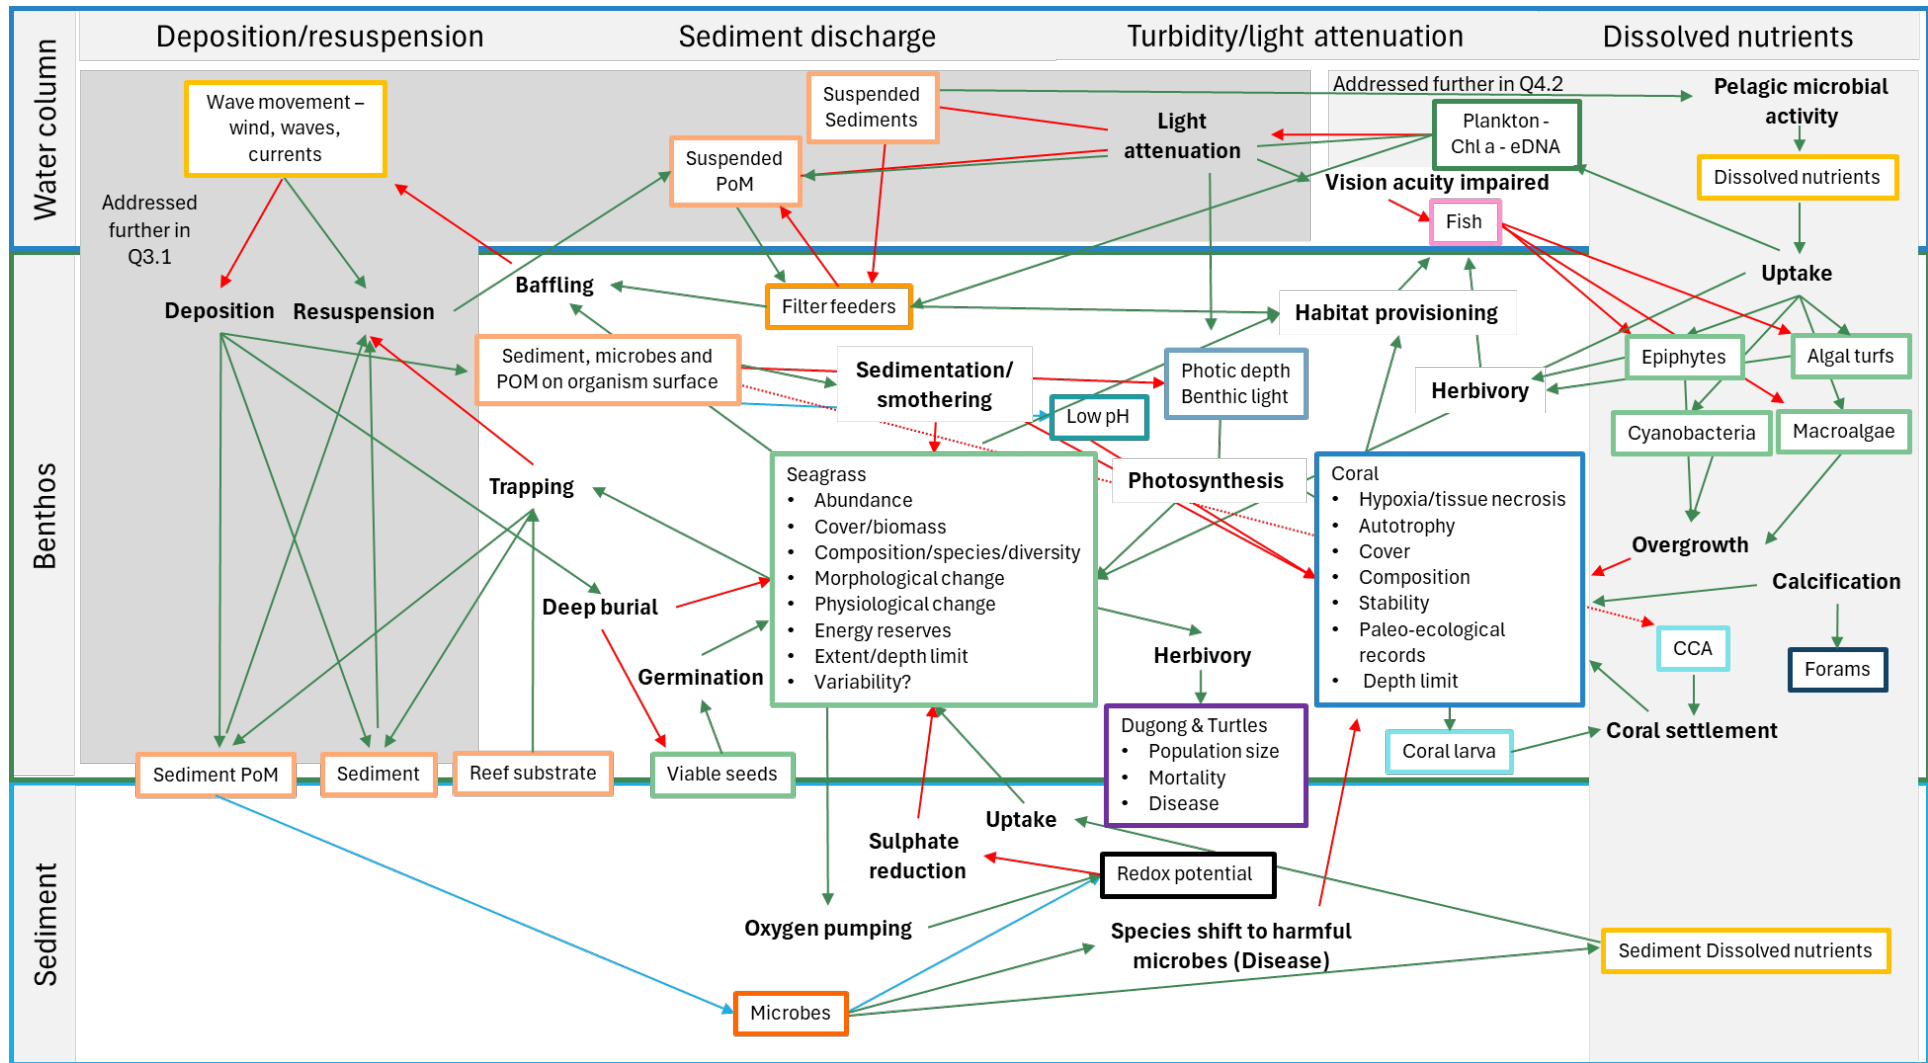 Deposition/resuspension
Sediment discharge
Turbidity/light attenuation
Dissolved nutrients
Water column
Wave movement –
wind, waves,
currents
Suspended
Sediments
Suspended
PoM
Light
attenuation
Addressed further in Q4.2
Plankton -
Chl a - eDNA
Pelagic microbial
activity
Dissolved nutrients
Vision acuity impaired
Fish
Addressed
further in
Q3.1
Benthos
Deposition
Resuspension
Baffling
Filter feeders
Habitat provisioning
Uptake
Sediment, microbes and
POM on organism surface
Sedimentation/
smothering
Photic depth
Benthic light
Low pH
Herbivory
Epiphytes
Algal turfs
Cyanobacteria
Macroalgae
Trapping
Photosynthesis
Seagrass
• Abundance
• Cover/biomass
• Composition/species/diversity
• Morphological change
• Physiological change
• Energy reserves
• Extent/depth limit
• Variability?
Coral
• Hypoxia/tissue necrosis
• Autotrophy
• Cover
• Composition
• Stability
• Paleo-ecological
records
• Depth limit
Overgrowth
Calcification
Deep burial
Germination
Herbivory
CCA
Forams
Dugong & Turtles
• Population size
• Mortality
• Disease
Coral larva
Coral settlement
Sediment PoM
Sediment
Reef substrate
Viable seeds
Sediment
Uptake
Sulphate
reduction
Redox potential
Oxygen pumping
Species shift to harmful
microbes (Disease)
Sediment Dissolved nutrients
Microbes